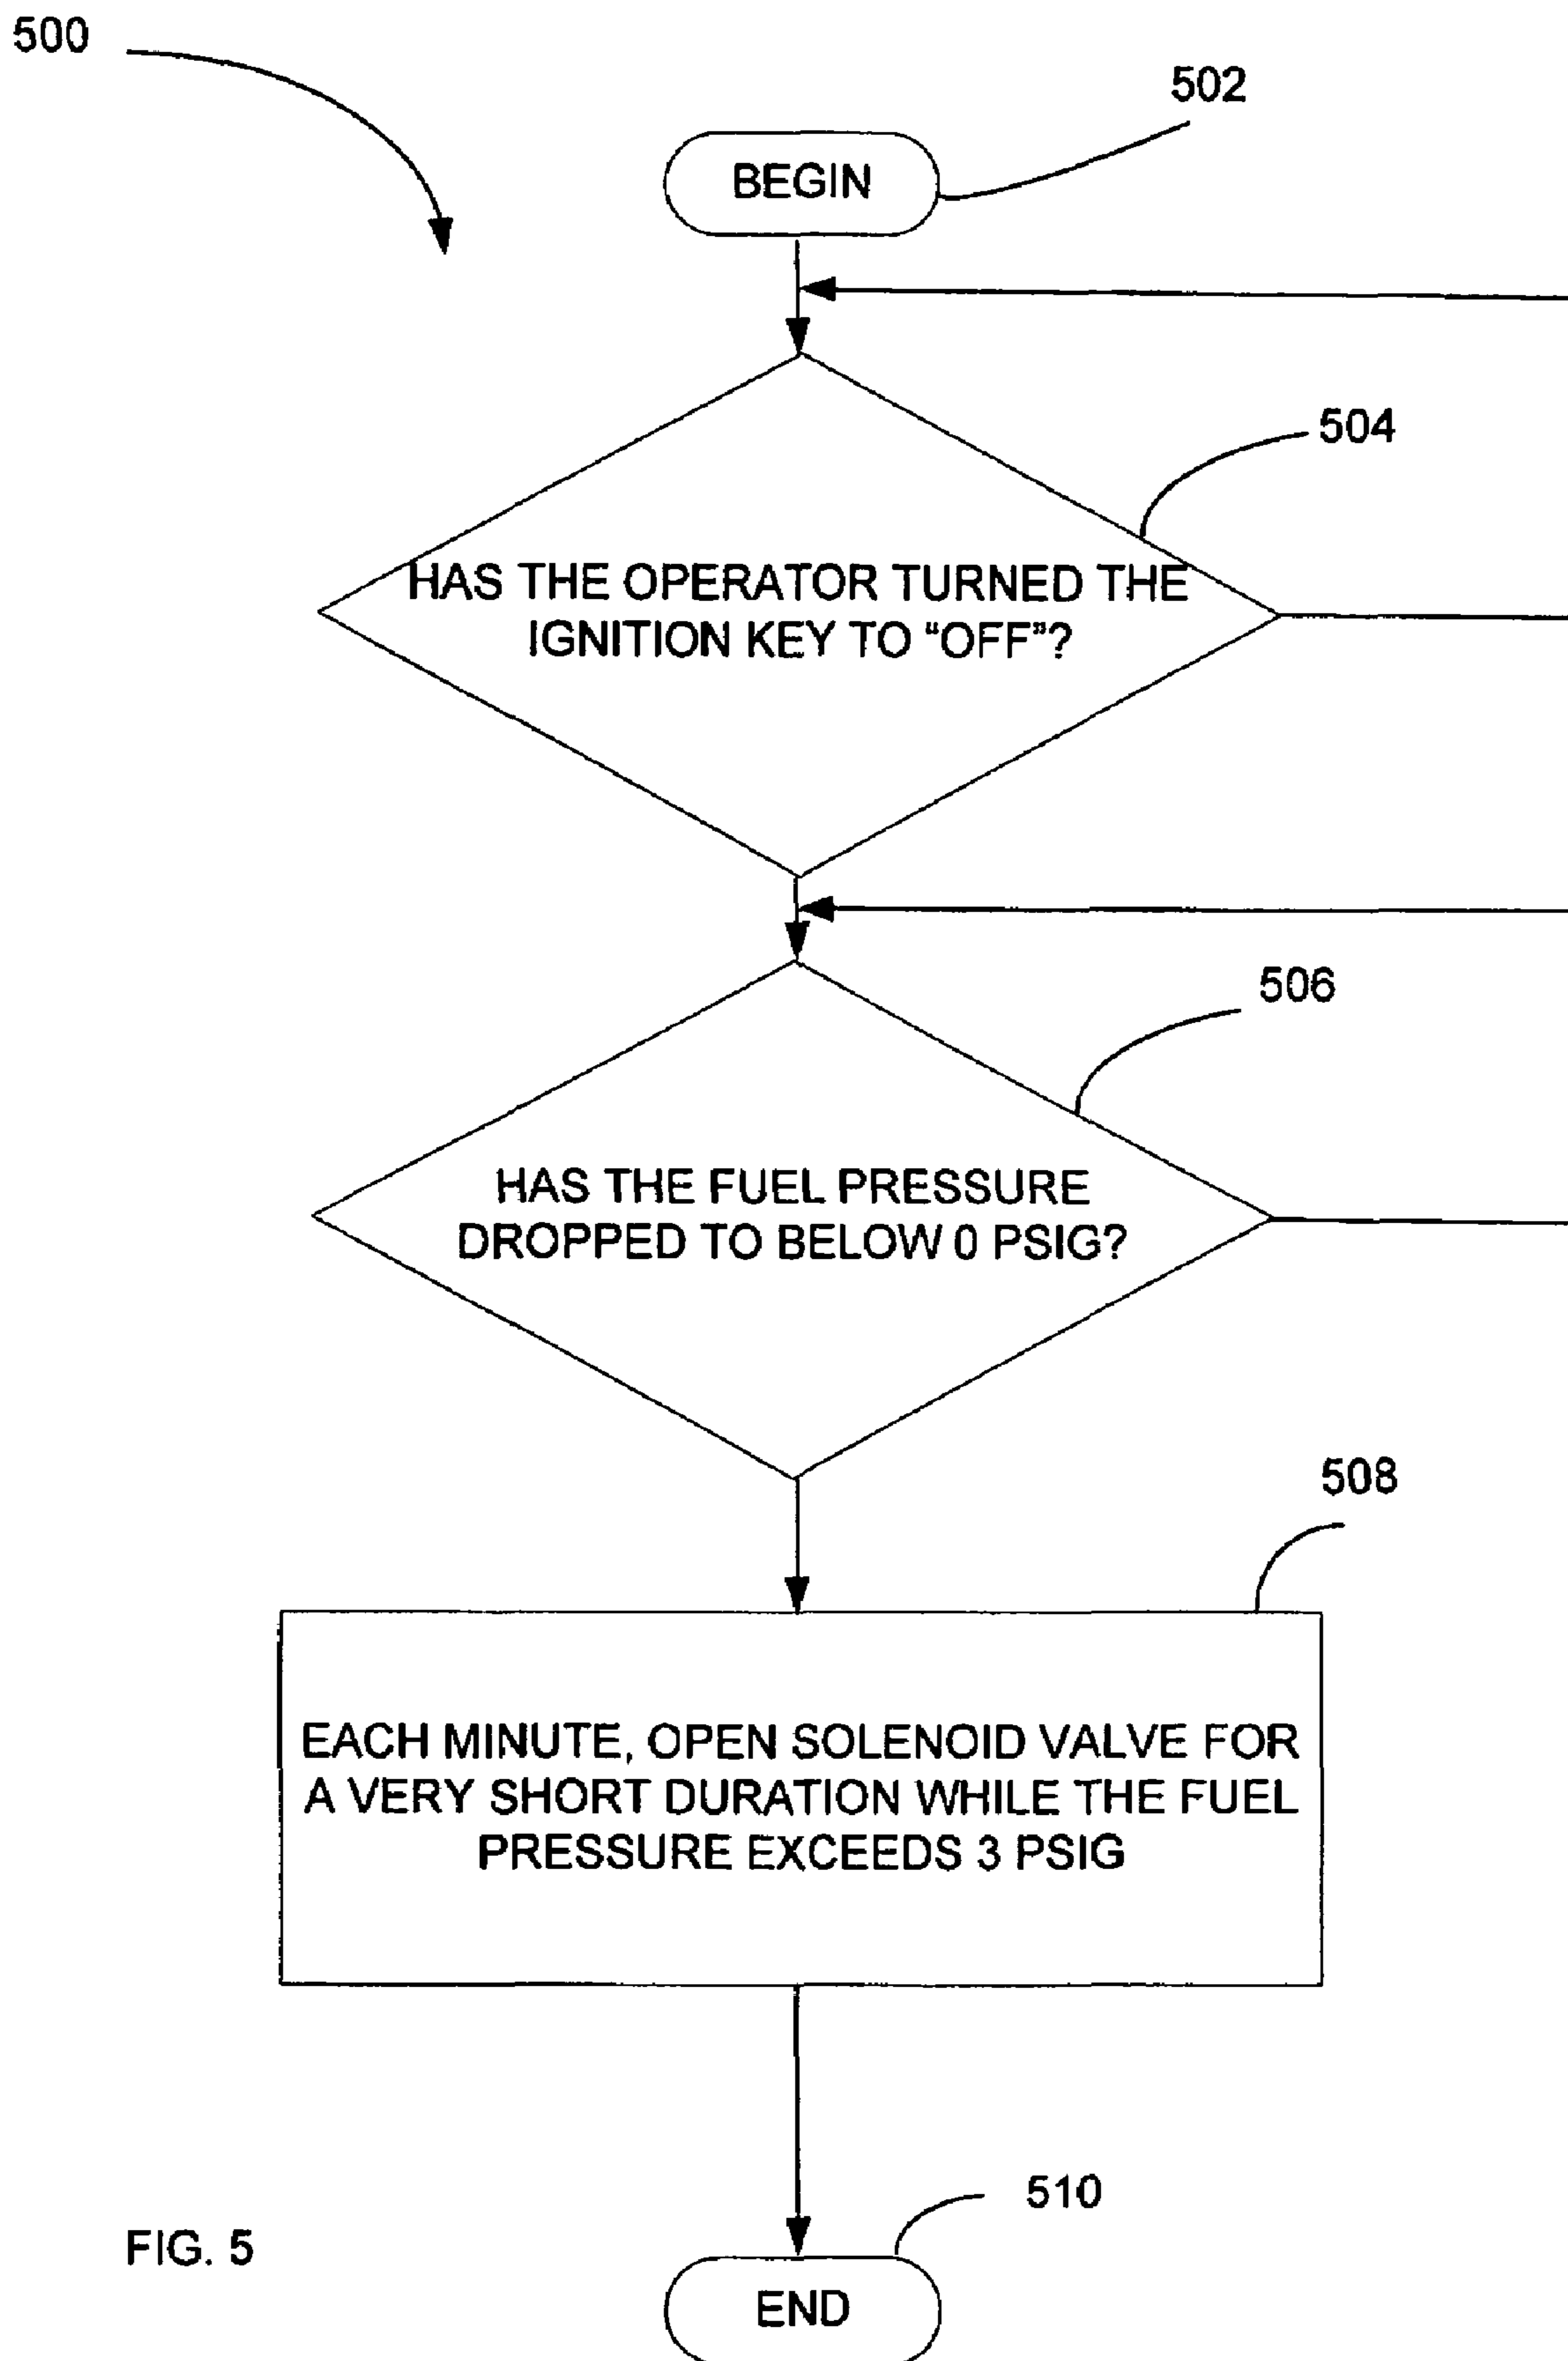 500
502
BEGIN
504
HAS THE OPERATOR TURNED THE
IGNITION KEY TO “OFF”?
506
HAS THE FUEL PRESSURE
DROPPED TO BELOW 0 PSIG?
508
EACH MINUTE, OPEN SOLENOID VALVE FOR
A VERY SHORT DURATION WHILE THE FUEL
PRESSURE EXCEEDS 3 PSIG
510
FIG. 5
END